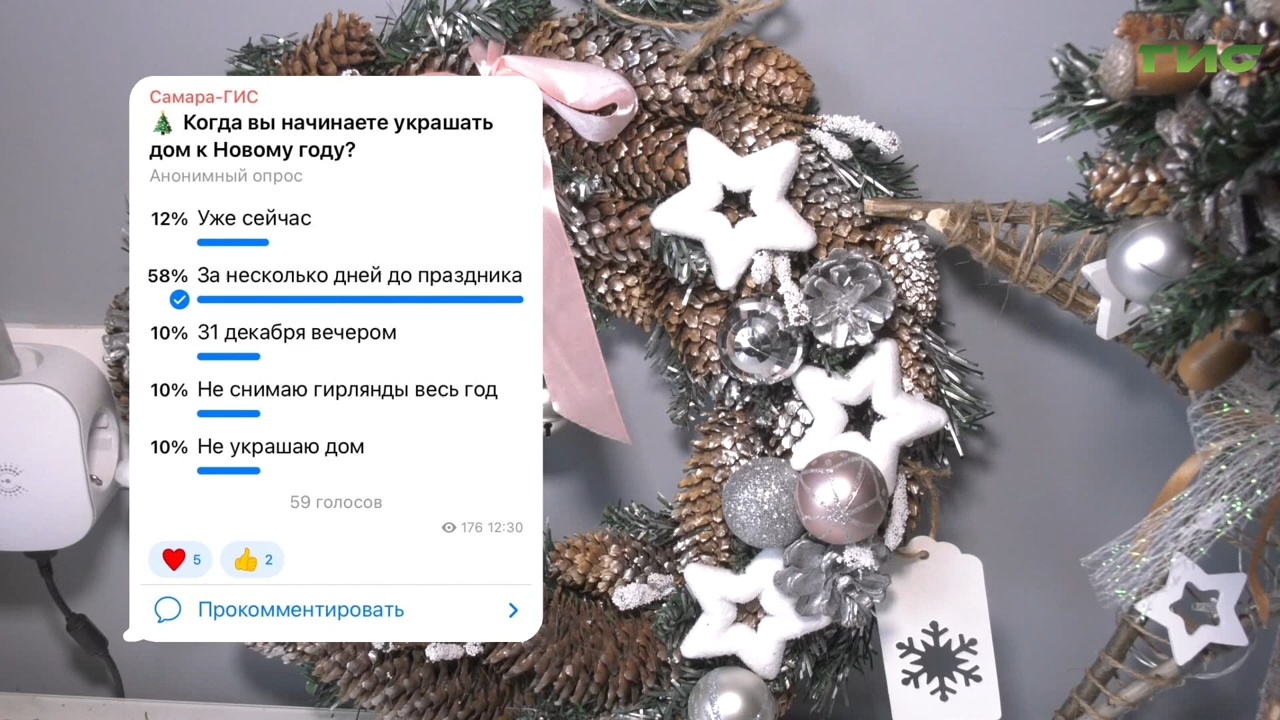 САМАРА
ГИС
Самара-ГИС
🎄 Когда вы начинаете украшать
дом к Новому году?
Анонимный опрос
12% Уже сейчас
58% За несколько дней до праздника
10% 31 декабря вечером
10% Не снимаю гирлянды весь год
10% Не украшаю дом
59 голосов
176 12:30
❤️ 5 👍 2
Прокомментировать